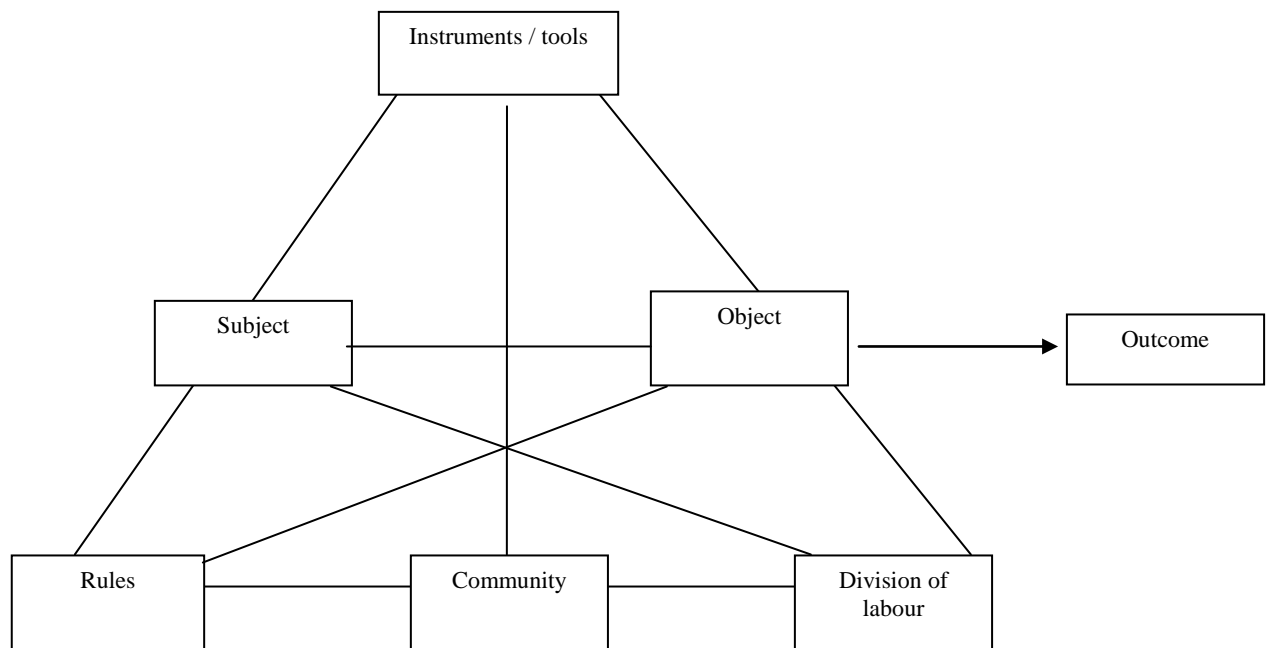 Instruments / tools
Subject
Object
Outcome
Rules
Community
Division of
labour